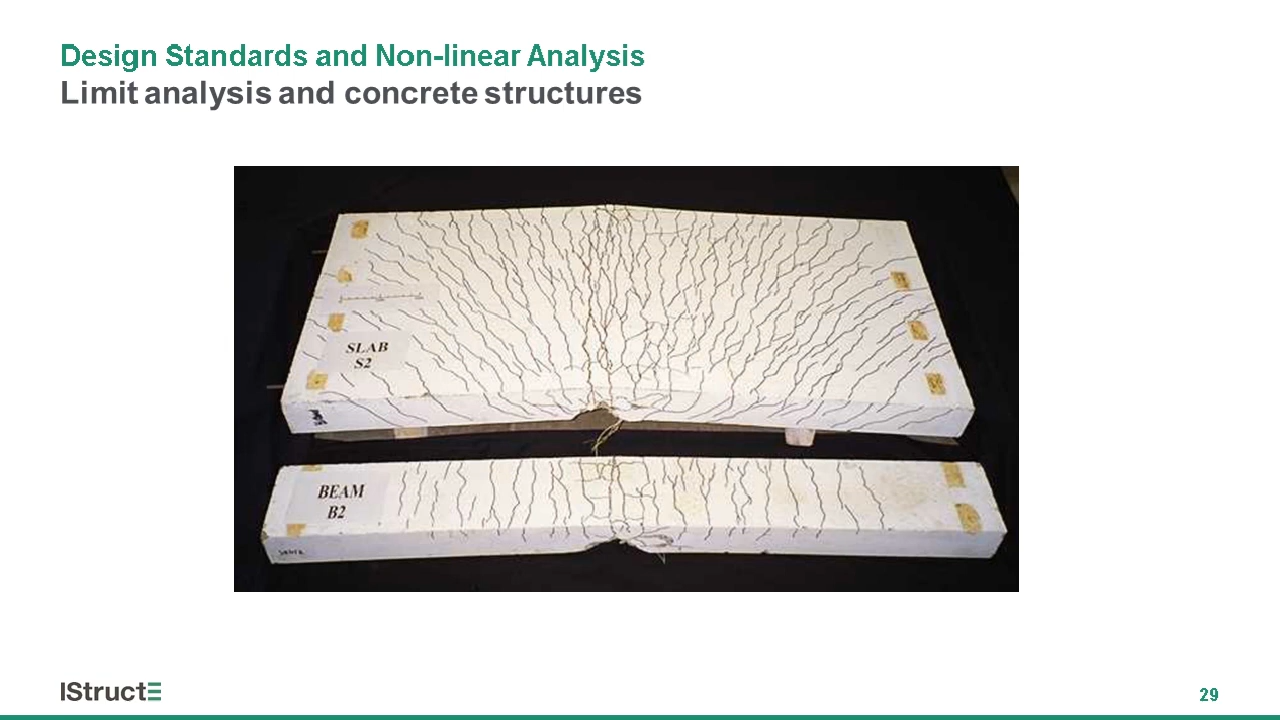 Design Standards and Non-linear Analysis
Limit analysis and concrete structures
SLAB
S2
BEAM
B2
IStructE
29